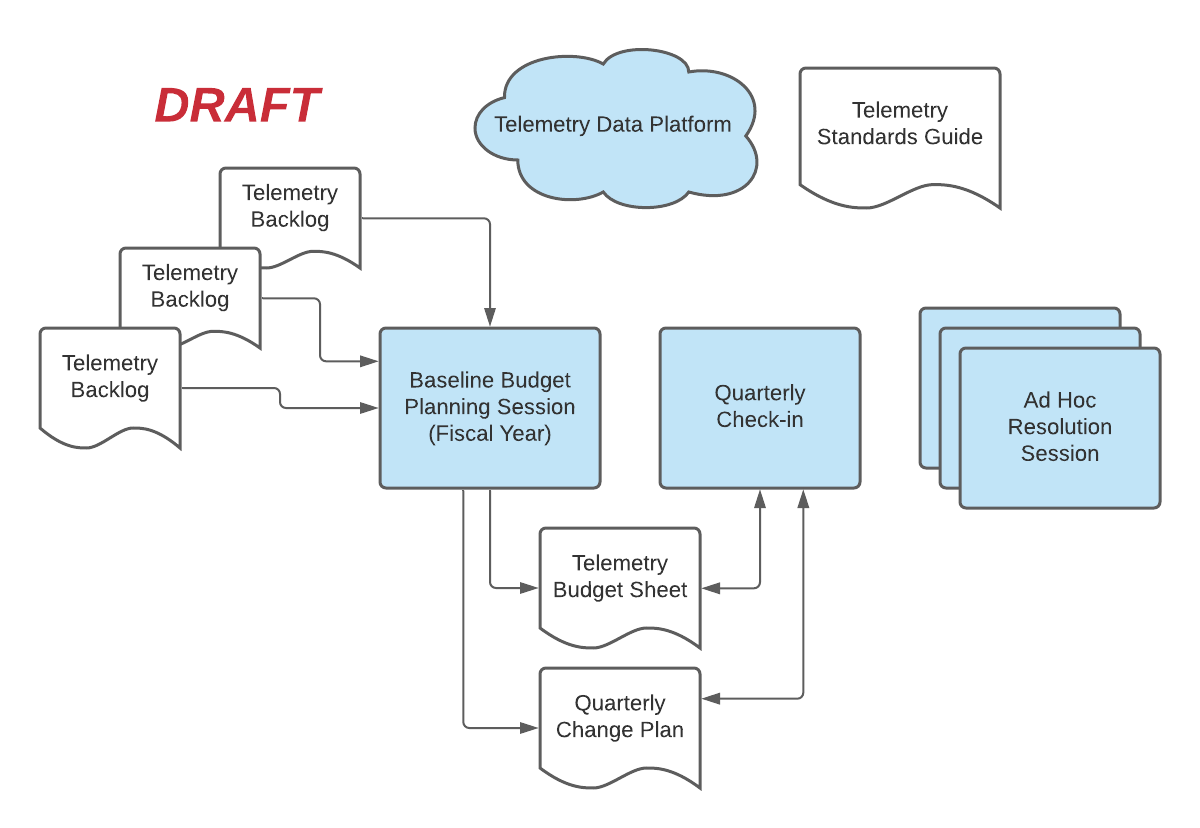 DRAFT
Telemetry Data Platform
Telemetry
Standards Guide
Telemetry
Backlog
Telemetry
Backlog
Telemetry
Backlog
Baseline Budget
Planning Session
(Fiscal Year)
Quarterly
Check-in
Ad Hoc
Resolution
Session
Telemetry
Budget Sheet
Quarterly
Change Plan